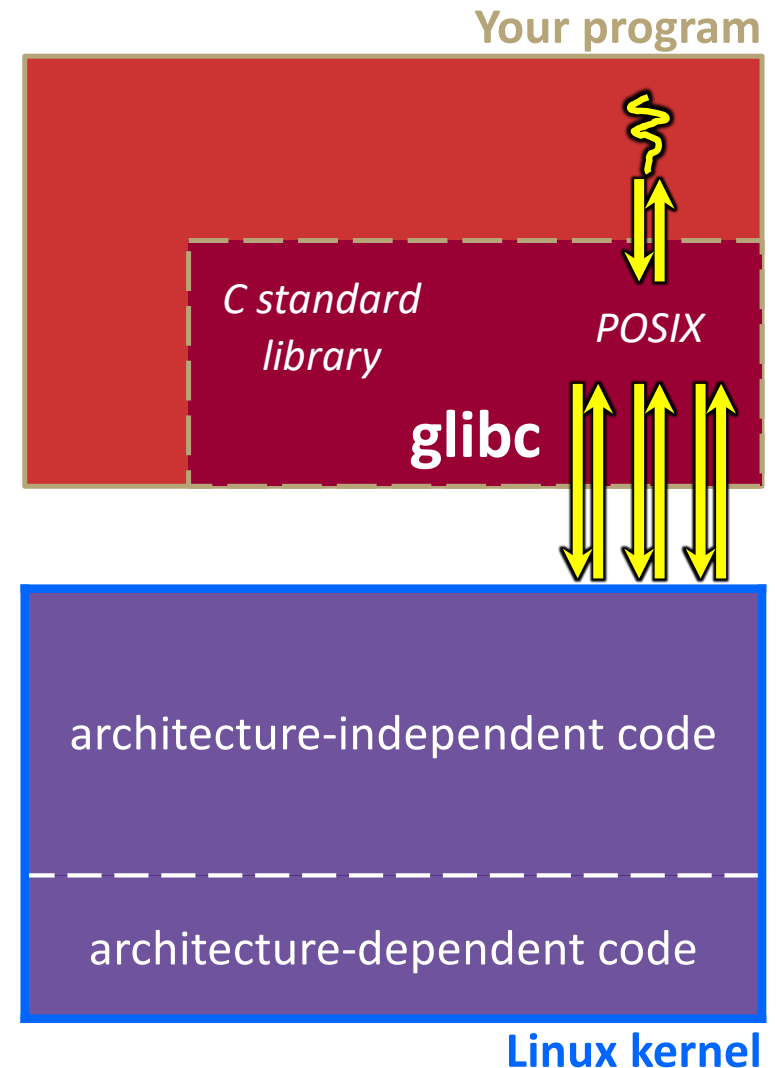 Your program
C standard
library
POSIX
glibc
architecture-independent code
architecture-dependent code
Linux kernel